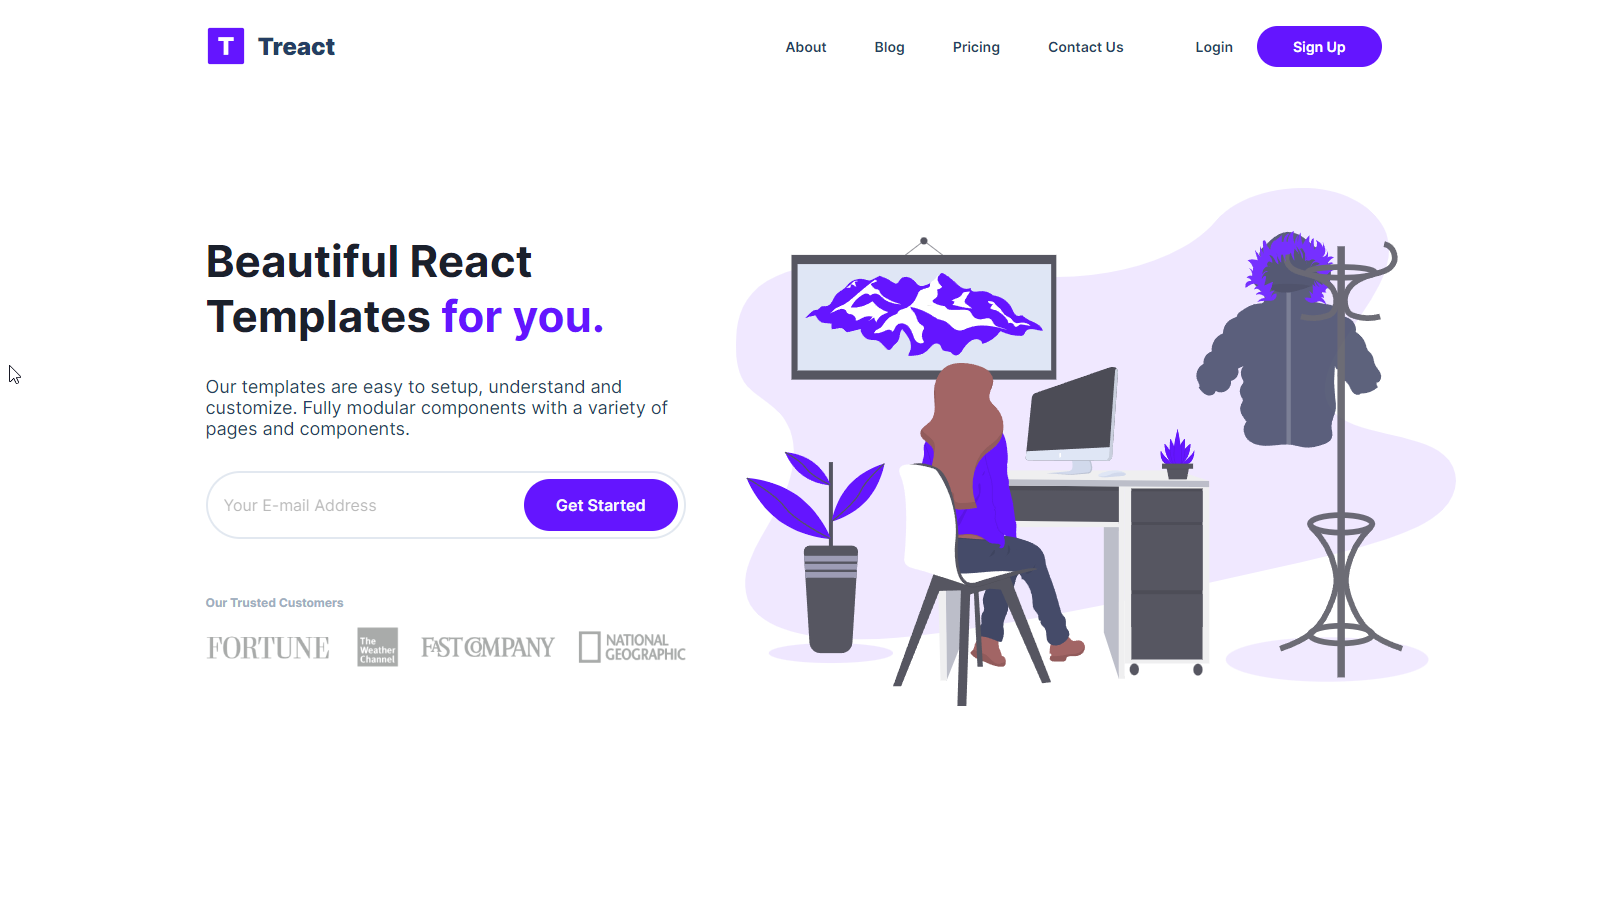 T Treact
About Blog Pricing Contact Us Login Sign Up
Beautiful React
Templates for you.
Our templates are easy to setup, understand and
customize. Fully modular components with a variety of
pages and components.
Your E-mail Address Get Started
Our Trusted Customers
FORTUNE
The
Weather
Channel
FAST COMPANY
NATIONAL
GEOGRAPHIC